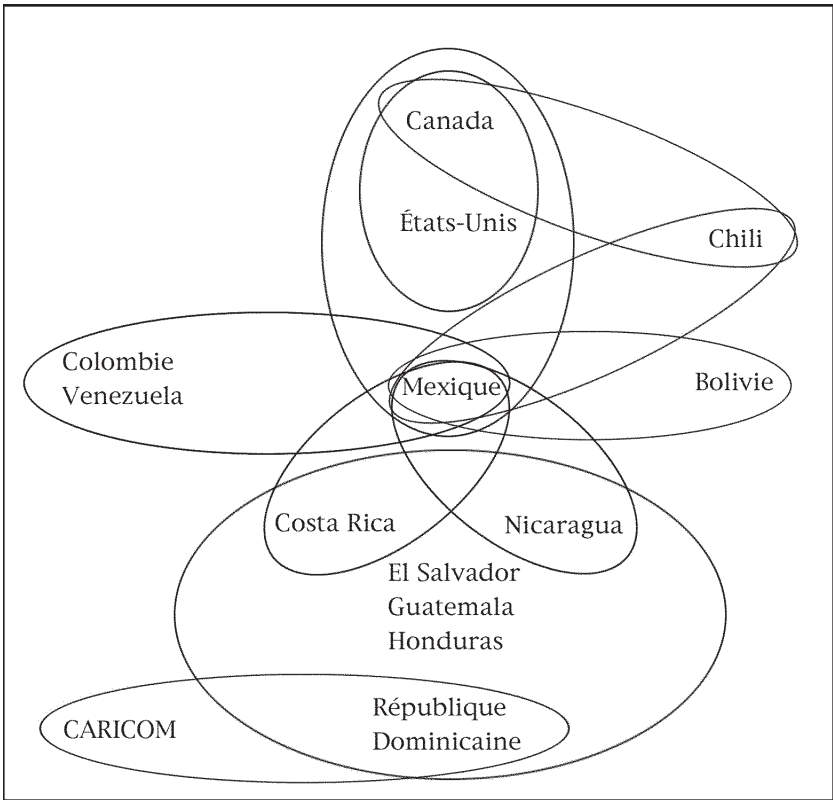 Canada
États-Unis
Chili
Colombie
Venezuela
Mexique
Bolivie
Costa Rica
Nicaragua
El Salvador
Guatemala
Honduras
République
Dominicaine
CARICOM